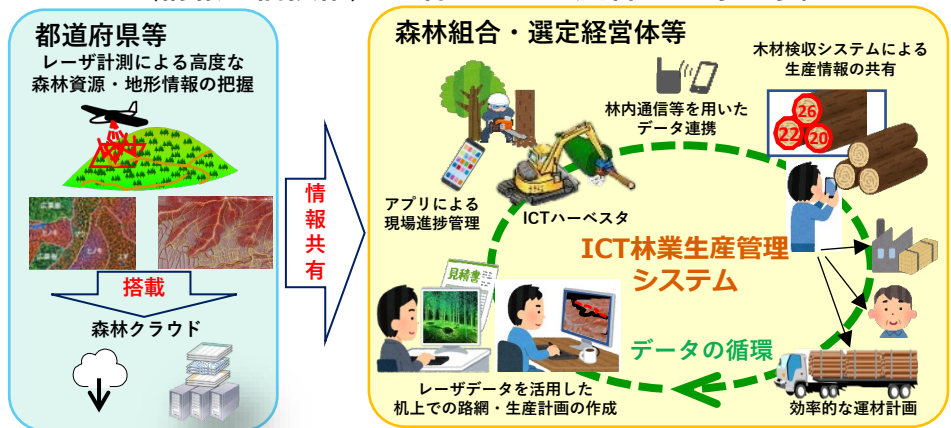 都道府県等
レーザ計測による高度な
森林資源・地形情報の把握
搭載
森林クラウド
情報共有
森林組合・選定経営体等
木材検収システムによる
生産情報の共有
26
22
20
林内通信等を用いた
データ連携
アプリによる
現場進捗管理
ICTハーベスタ
ICT林業生産管理
システム
見積書
データの循環
レーザデータを活用した
机上での路網・生産計画の作成
効率的な運材計画